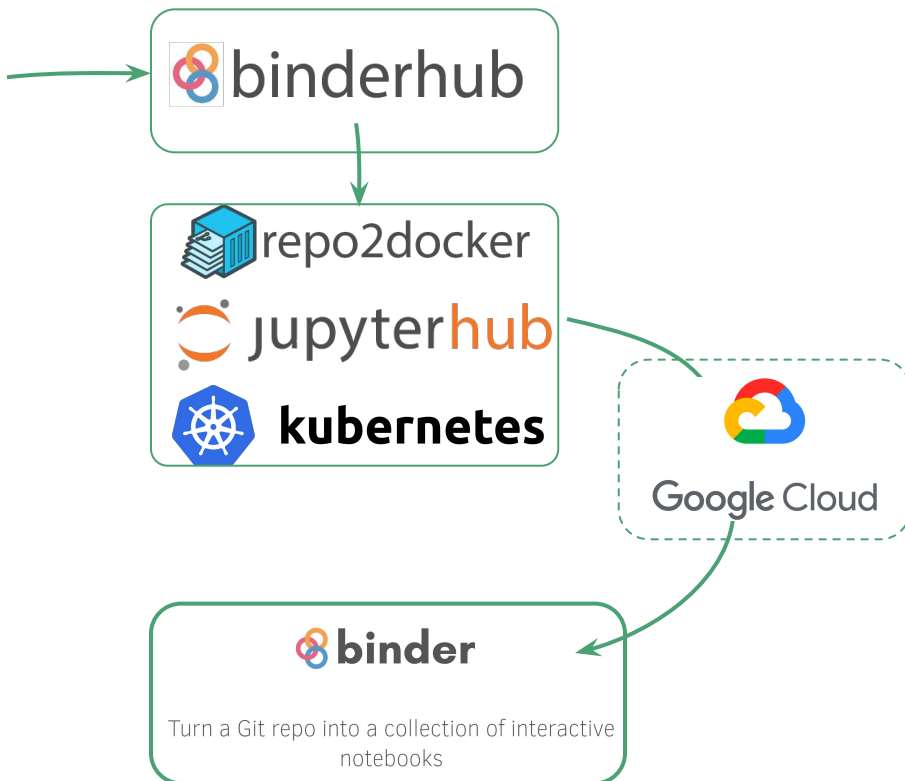 binderhub
repo2docker
jupyterhub
kubernetes
Google Cloud
binder
Turn a Git repo into a collection of interactive
notebooks